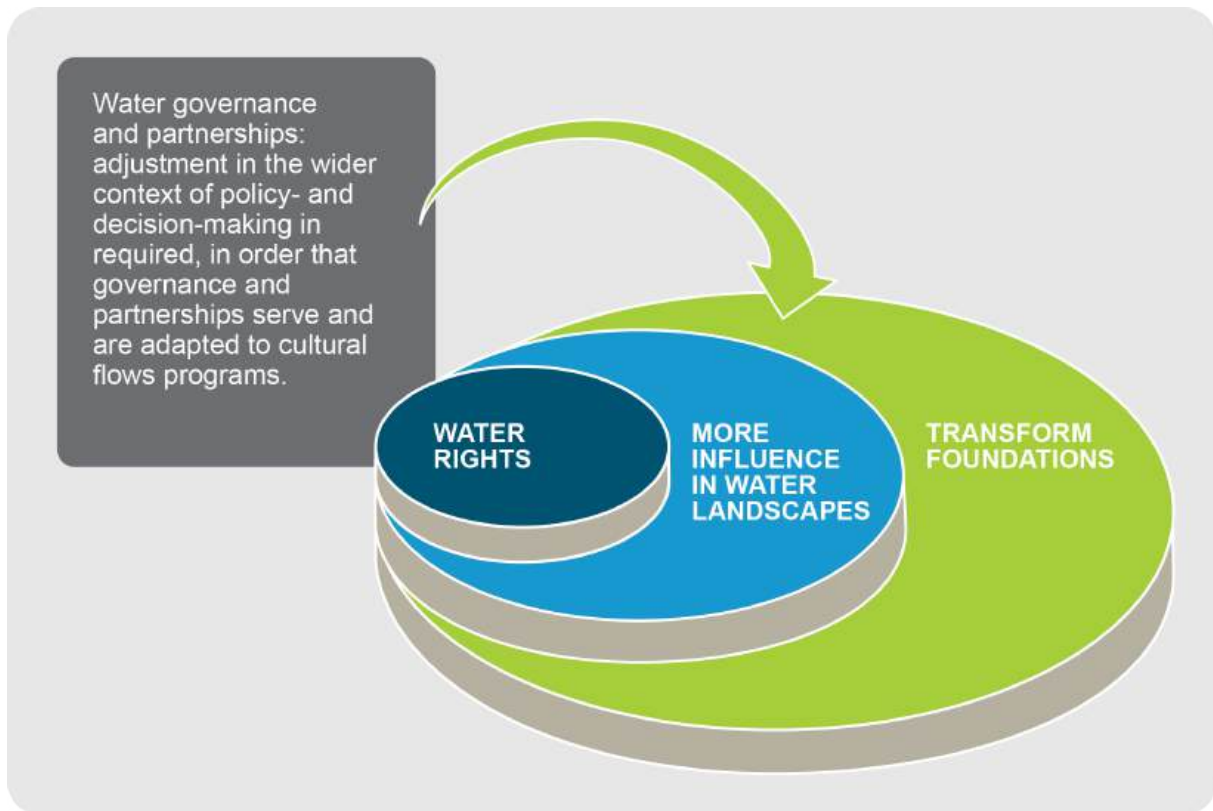 Water governance
and partnerships:
adjustment in the wider
context of policy- and
decision-making in
required, in order that
governance and
partnerships serve and
are adapted to cultural
flows programs.
WATER
RIGHTS
MORE
INFLUENCE
IN WATER
LANDSCAPES
TRANSFORM
FOUNDATIONS